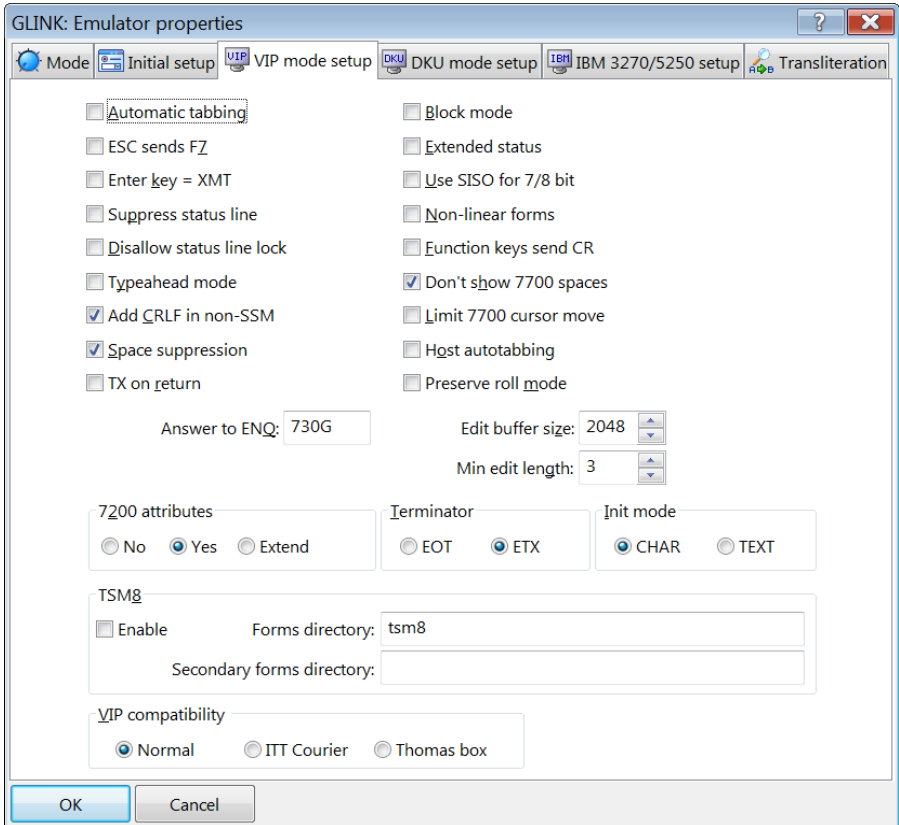 GLINK: Emulator properties
?
Mode Initial setup VIP VIP mode setup DKU DKU mode setup IBM IBM 3270/5250 setup A B Transliteration
Automatic tabbing Block mode
ESC sends F7 Extended status
Enter key = XMT Use SISO for 7/8 bit
Suppress status line Non-linear forms
Disallow status line lock Function keys send CR
Typeahead mode Don't show 7700 spaces
Add CRLF in non-SSM Limit 7700 cursor move
Space suppression Host autotabbing
TX on return Preserve roll mode
Answer to ENQ: 730G Edit buffer size: 2048
Min edit length: 3
7200 attributes Terminator Init mode
No Yes Extend EOT ETX CHAR TEXT
TSM8
Enable Forms directory: tsm8
Secondary forms directory:
VIP compatibility
Normal ITT Courier Thomas box
OK Cancel